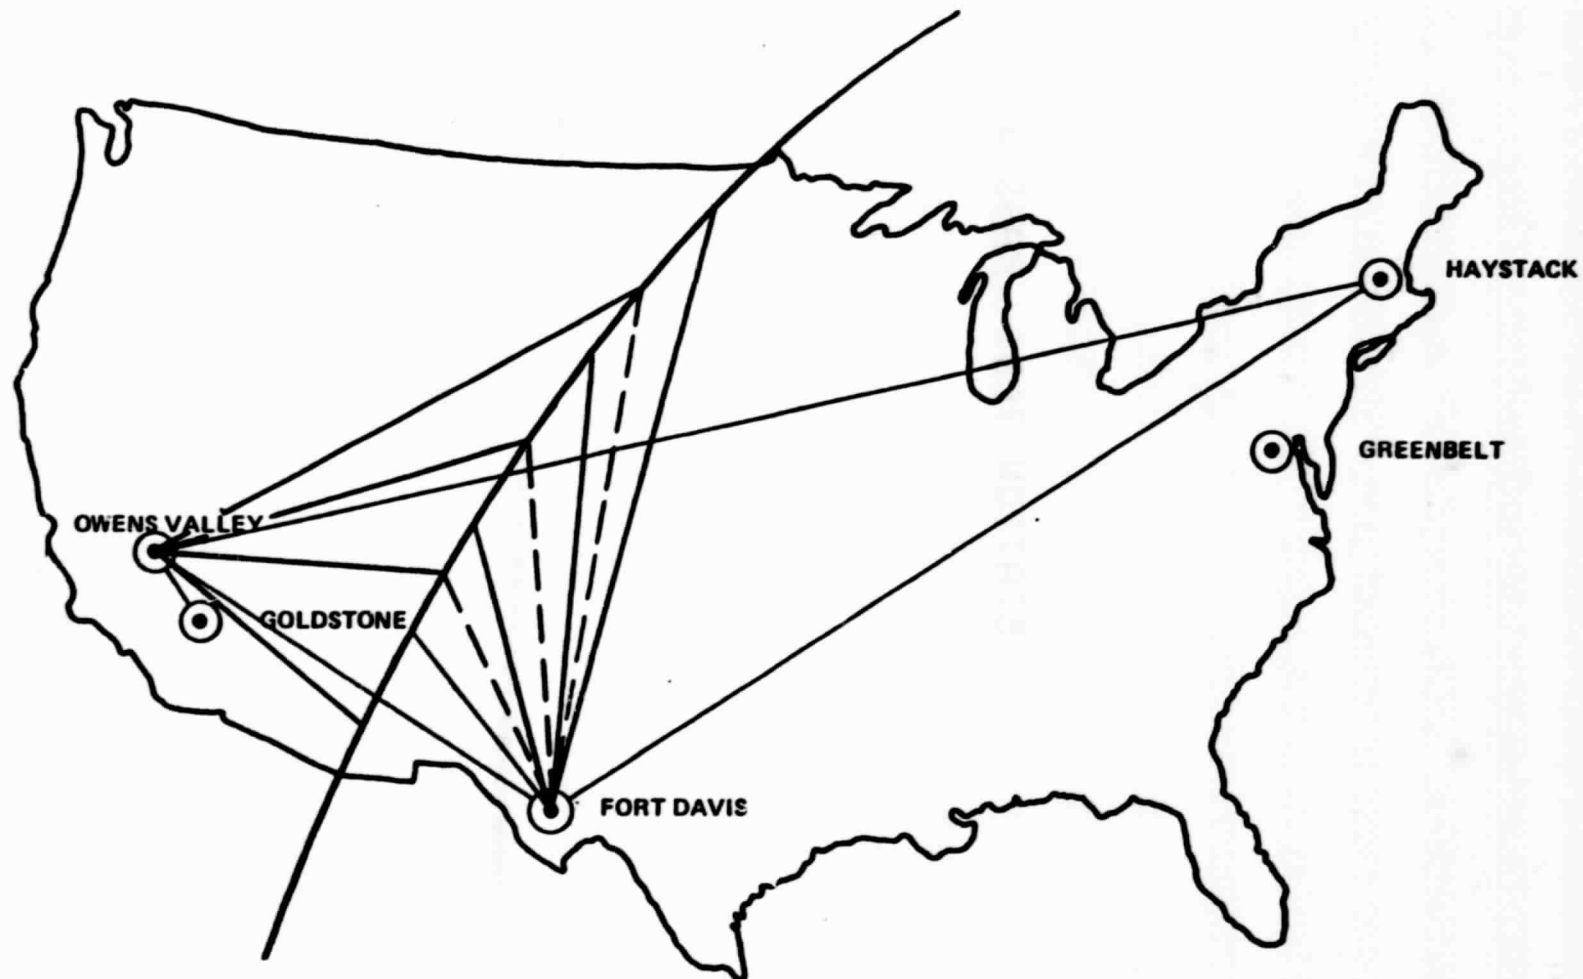 HAYSTACK
GREENBELT
OWENS VALLEY
GOLDSTONE
FORT DAVIS